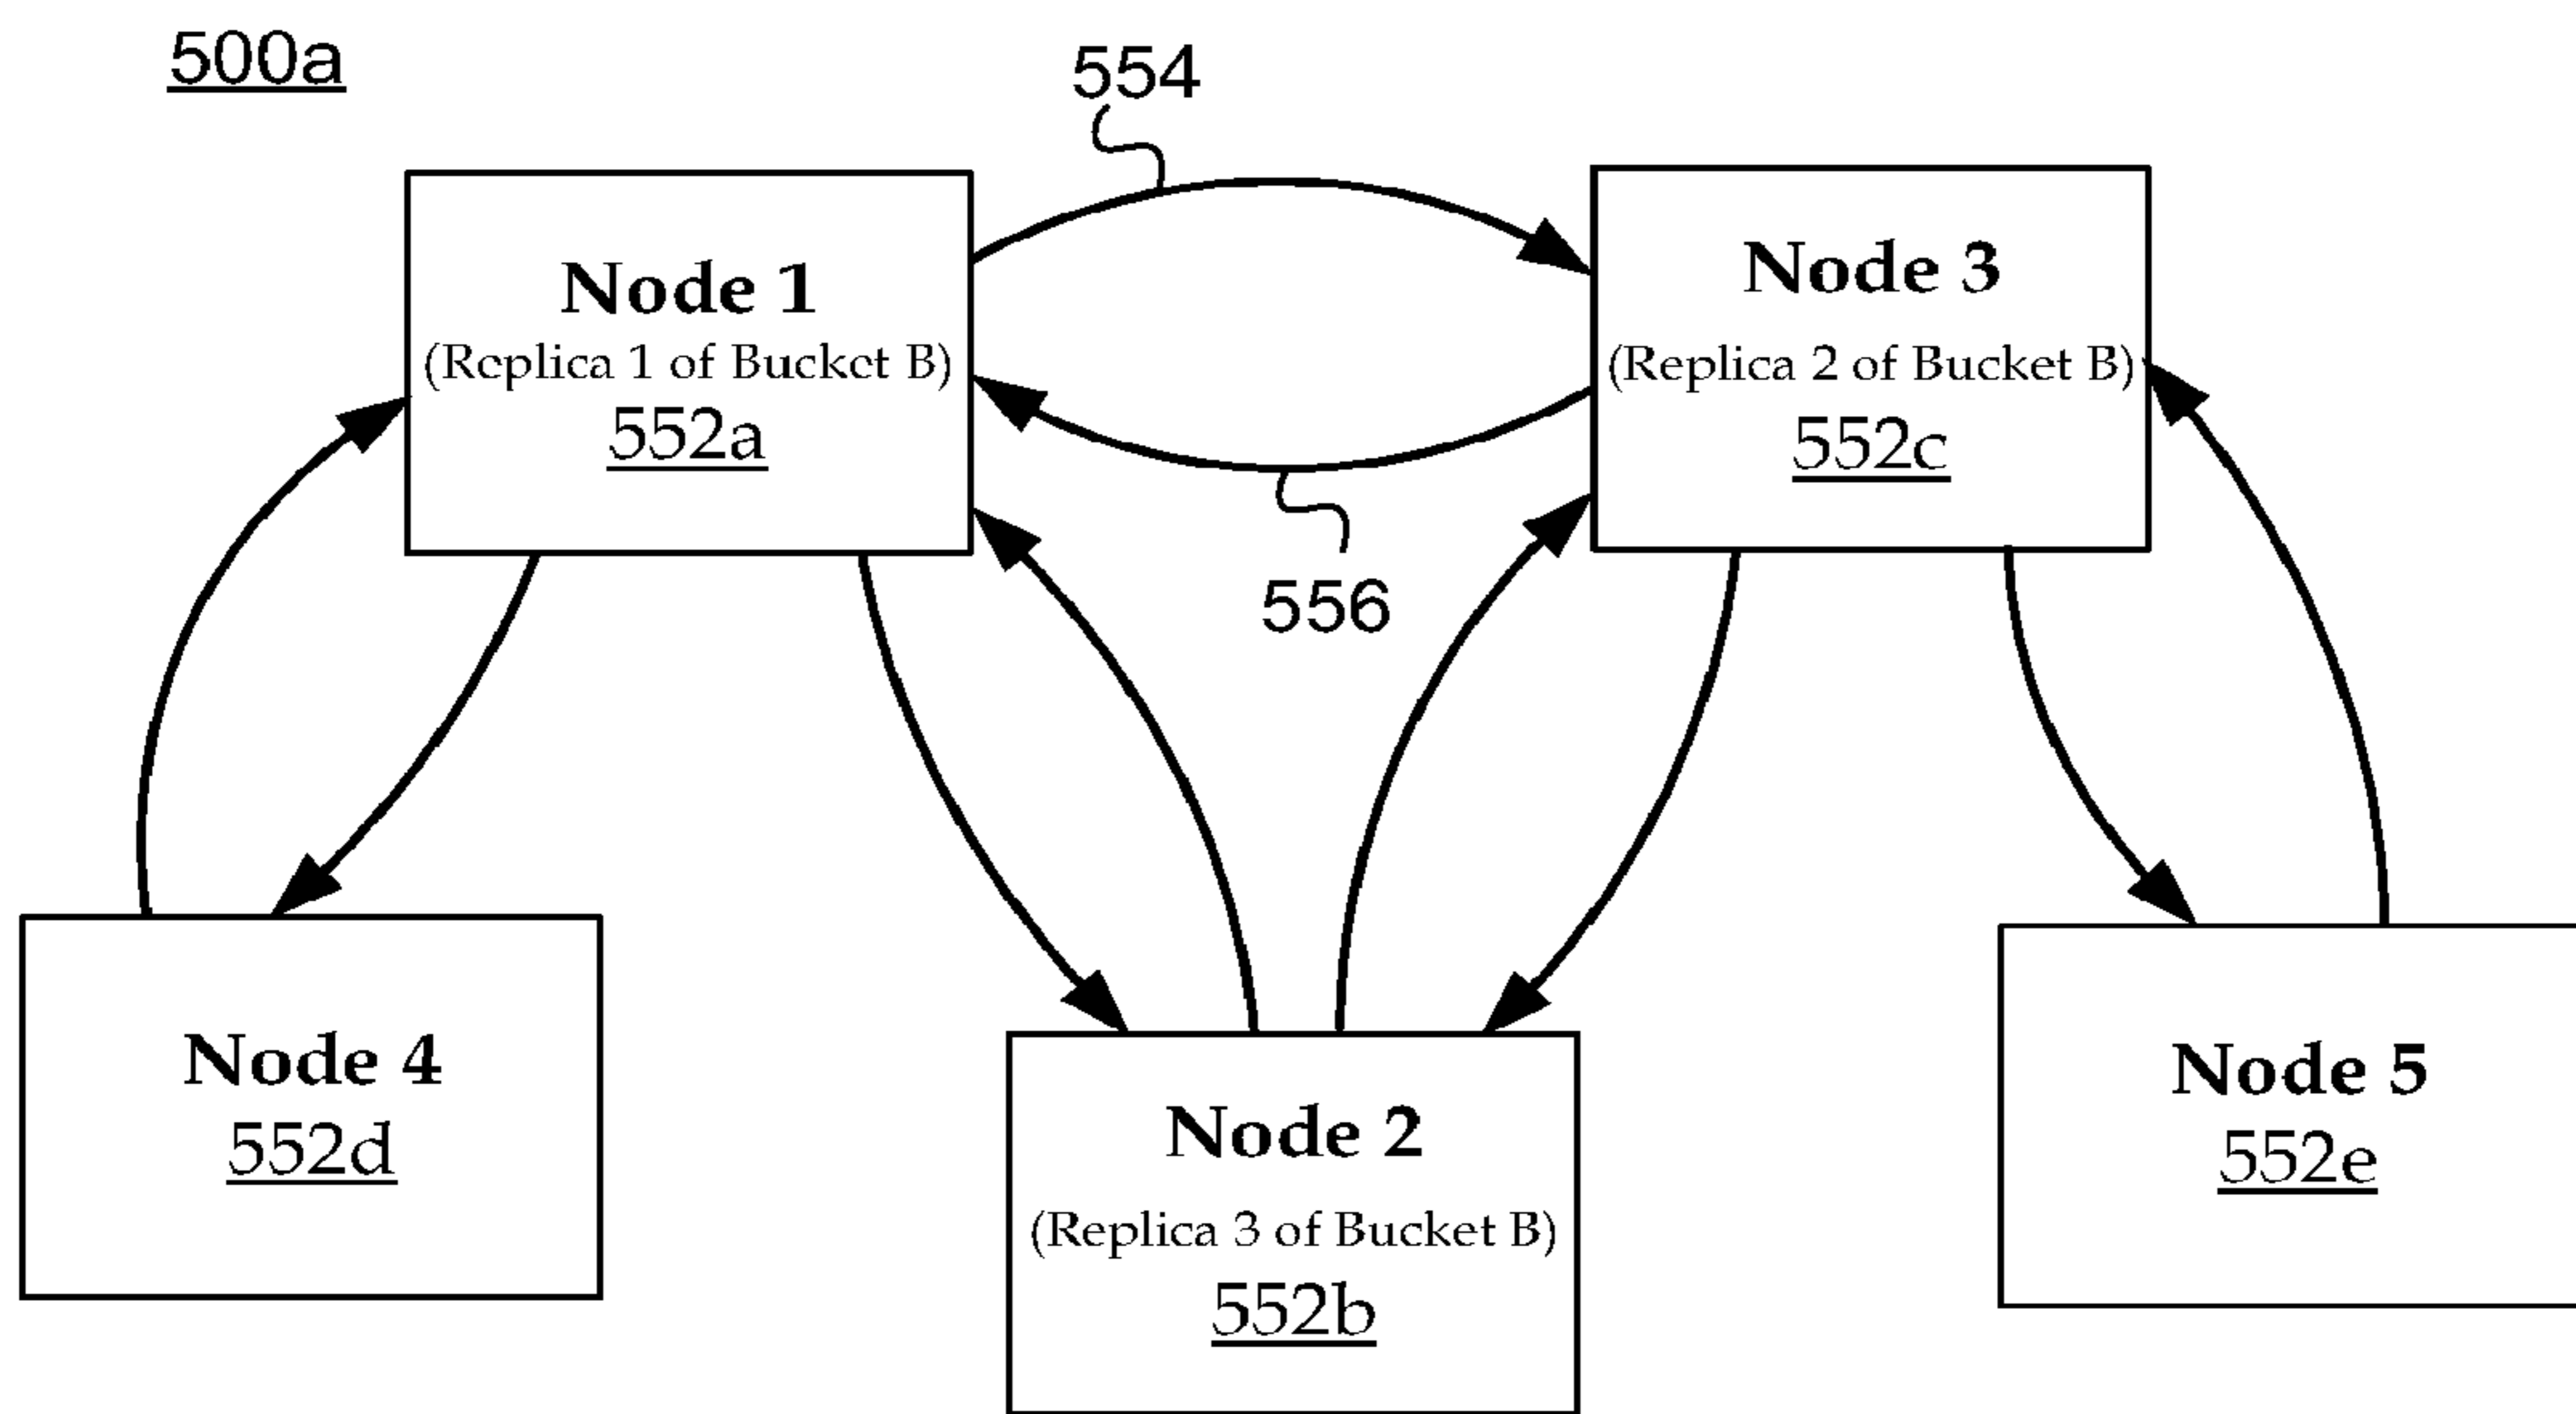 500a
554
Node 1
(Replica 1 of Bucket B)
552a
Node 3
(Replica 2 of Bucket B)
552c
556
Node 4
552d
Node 2
(Replica 3 of Bucket B)
552b
Node 5
552e